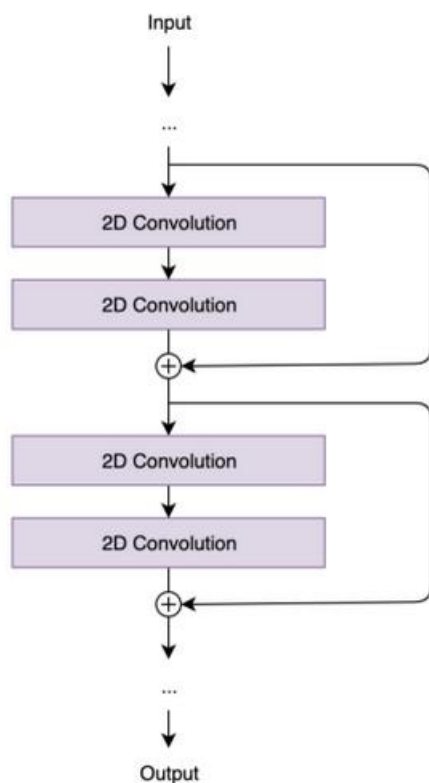 Input
...
2D Convolution
2D Convolution
+
2D Convolution
2D Convolution
+
...
Output